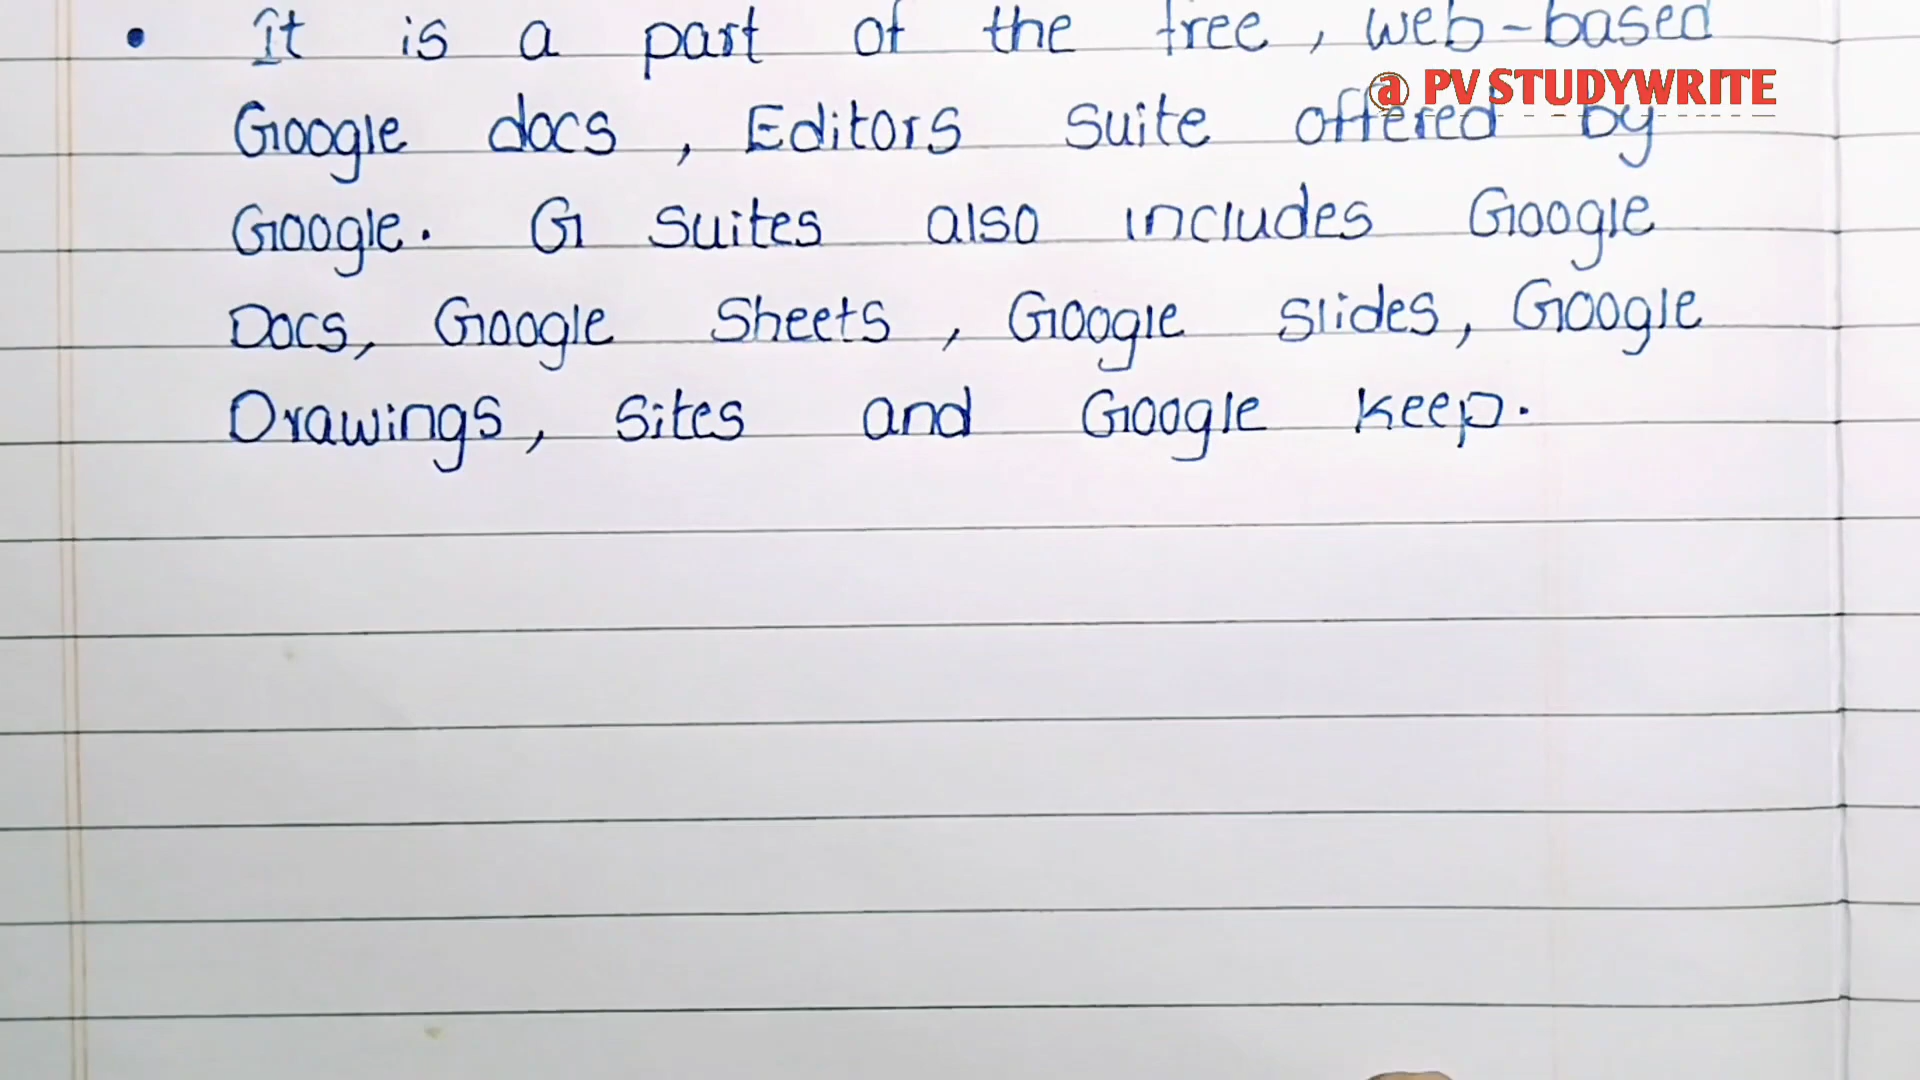 • It is a part of the free, web-based
@ PV STUDYWRITE
Google docs, Editors suite offered by
Google. G suites also includes Google
Docs, Google Sheets, Google slides, Google
Drawings, sites and Google keep.